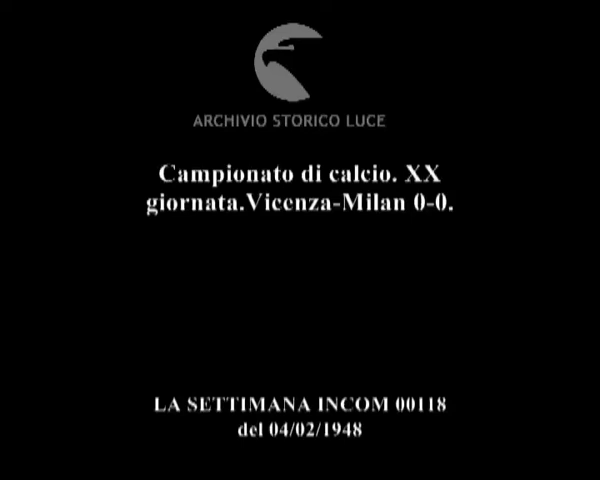 ARCHIVIO STORICO LUCE
Campionato di calcio. XX
giornata.Vicenza-Milan 0-0.
LA SETTIMANA INCOM 00118
del 04/02/1948